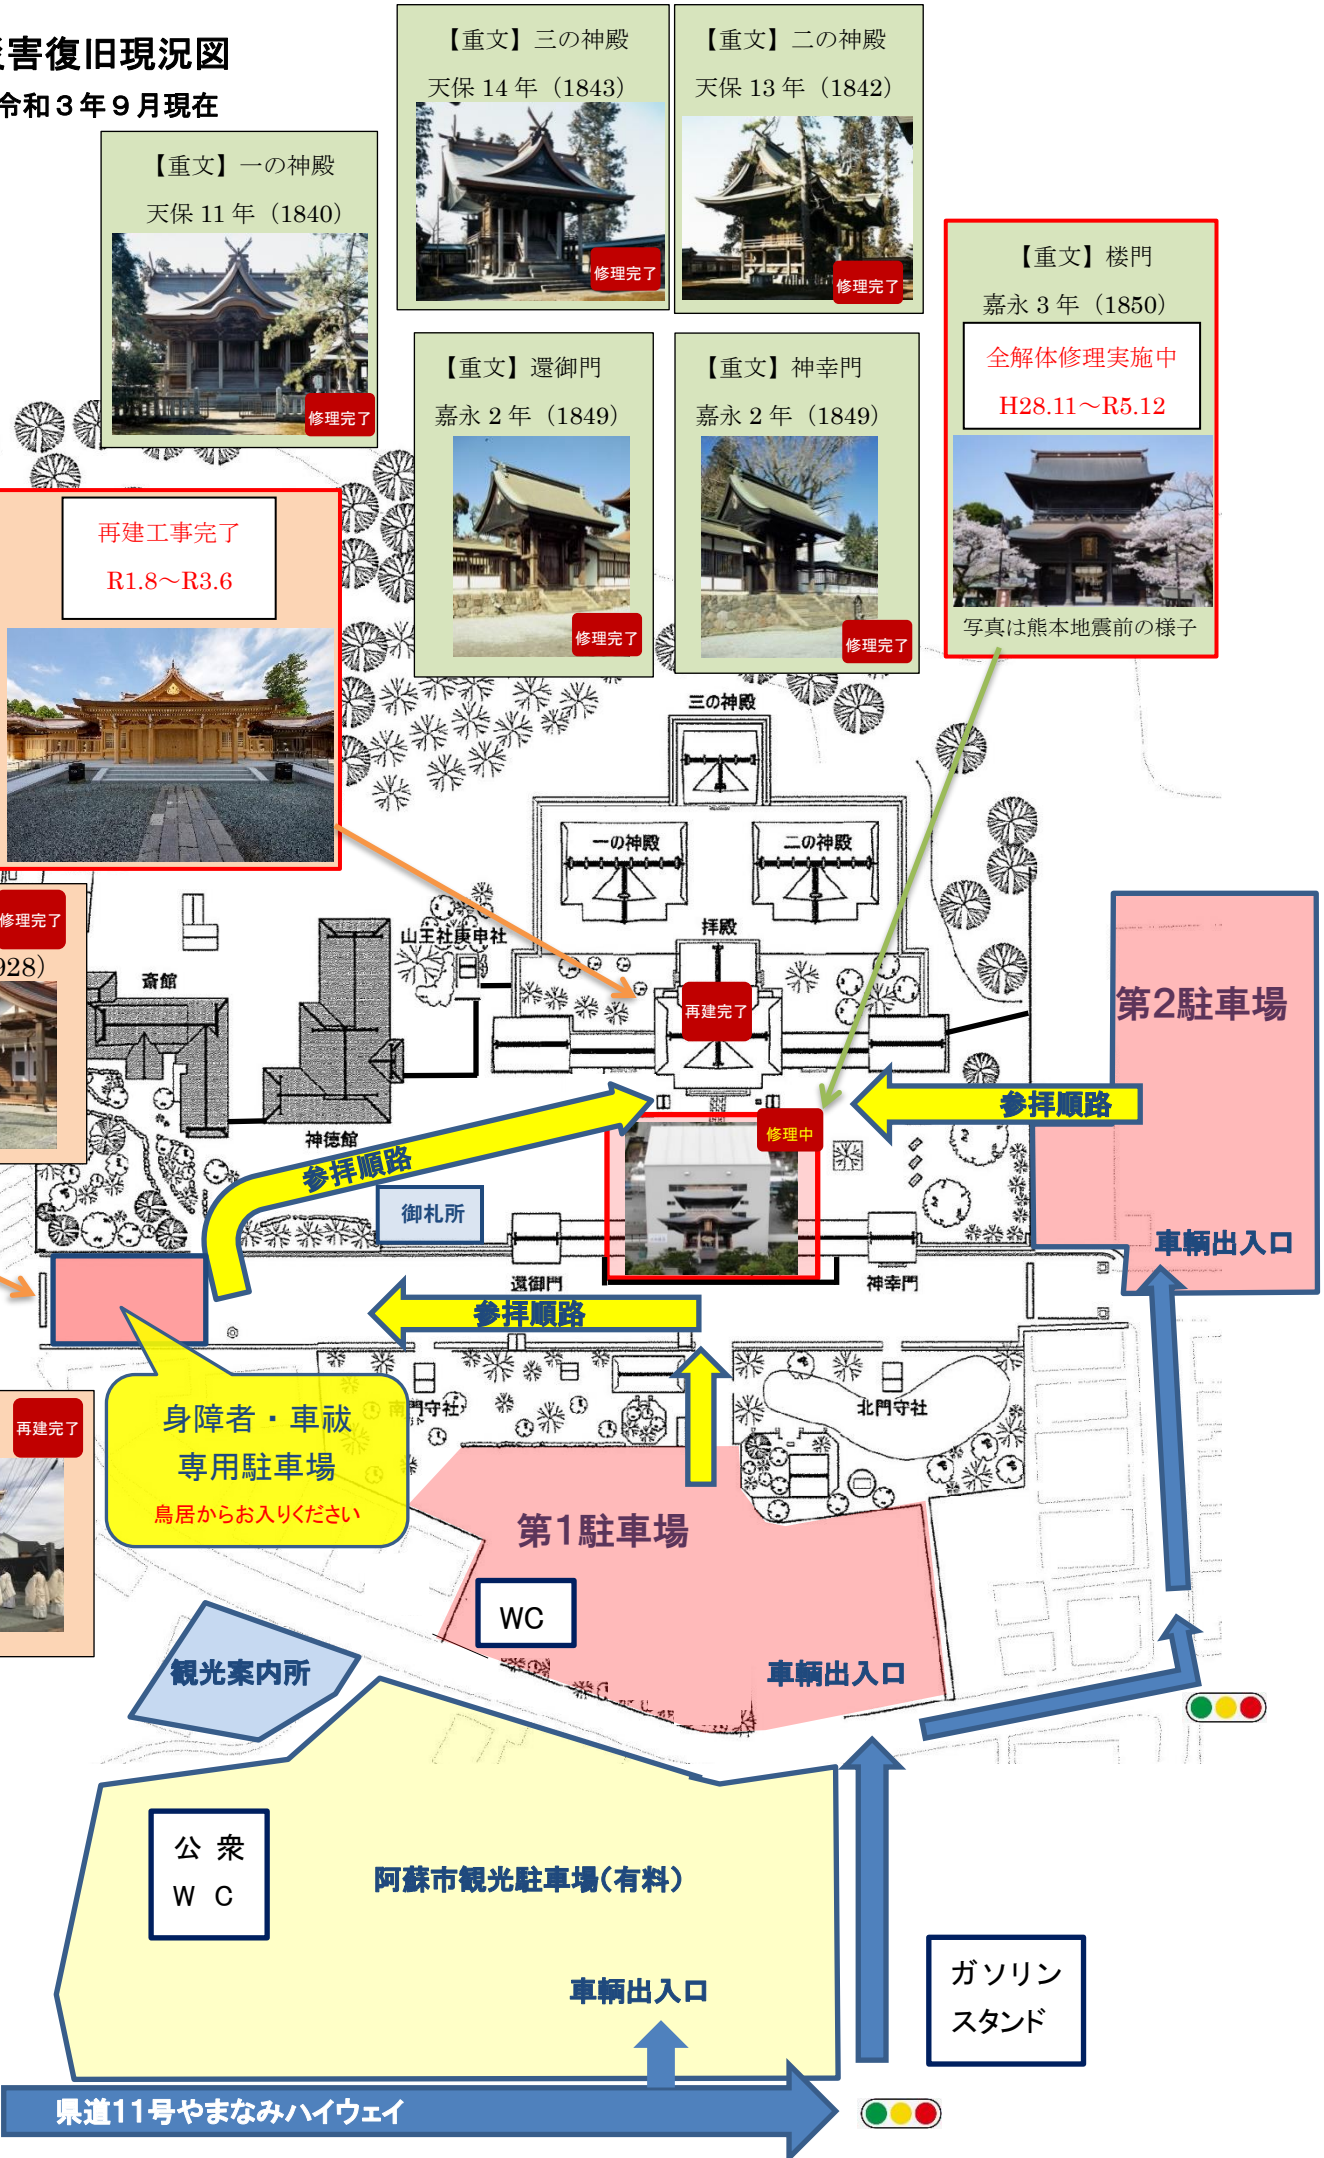 災害復旧現況図
令和３年９月現在
【重文】三の神殿
天保 14 年（1843）
修理完了
【重文】二の神殿
天保 13 年（1842）
修理完了
【重文】一の神殿
天保 11 年（1840）
修理完了
【重文】楼門
嘉永 3 年（1850）
全解体修理実施中
H28.11～R5.12
写真は熊本地震前の様子
【重文】還御門
嘉永 2 年（1849）
修理完了
【重文】神幸門
嘉永 2 年（1849）
修理完了
再建工事完了
R1.8～R3.6
三の神殿
一の神殿
二の神殿
拝殿
再建完了
修理完了
928）
斎館
山王社庚申社
神徳館
第2駐車場
参拝順路
参拝順路
修理中
御札所
還御門
神幸門
車輌出入口
参拝順路
身障者・車祓
専用駐車場
鳥居からお入りください
南門守社
北門守社
再建完了
第1駐車場
WC
車輌出入口
観光案内所
公 衆
Ｗ Ｃ
阿蘇市観光駐車場（有料）
車輌出入口
ガソリン
スタンド
県道11号やまなみハイウェイ